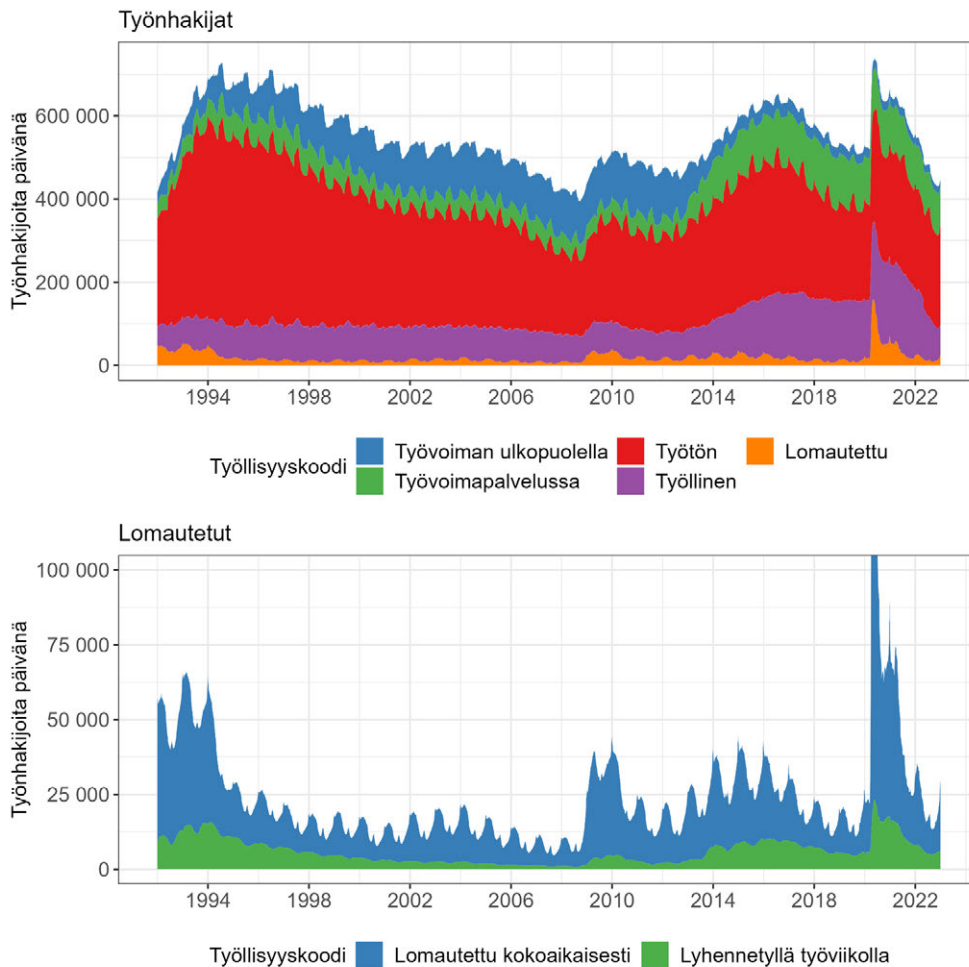 Työnhakijat
Työnhakijoita päivänä
600 000
400 000
200 000
0
1994 1998 2002 2006 2010 2014 2018 2022
Työllisyyskoodi
Työvoiman ulkopuolella Työtön Lomautettu
Työvoimapalvelussa Työllinen
Lomautetut
Työnhakijoita päivänä
100 000
75 000
50 000
25 000
0
1994 1998 2002 2006 2010 2014 2018 2022
Työllisyyskoodi Lomautettu kokoaikaisesti Lyhennetyllä työviikolla